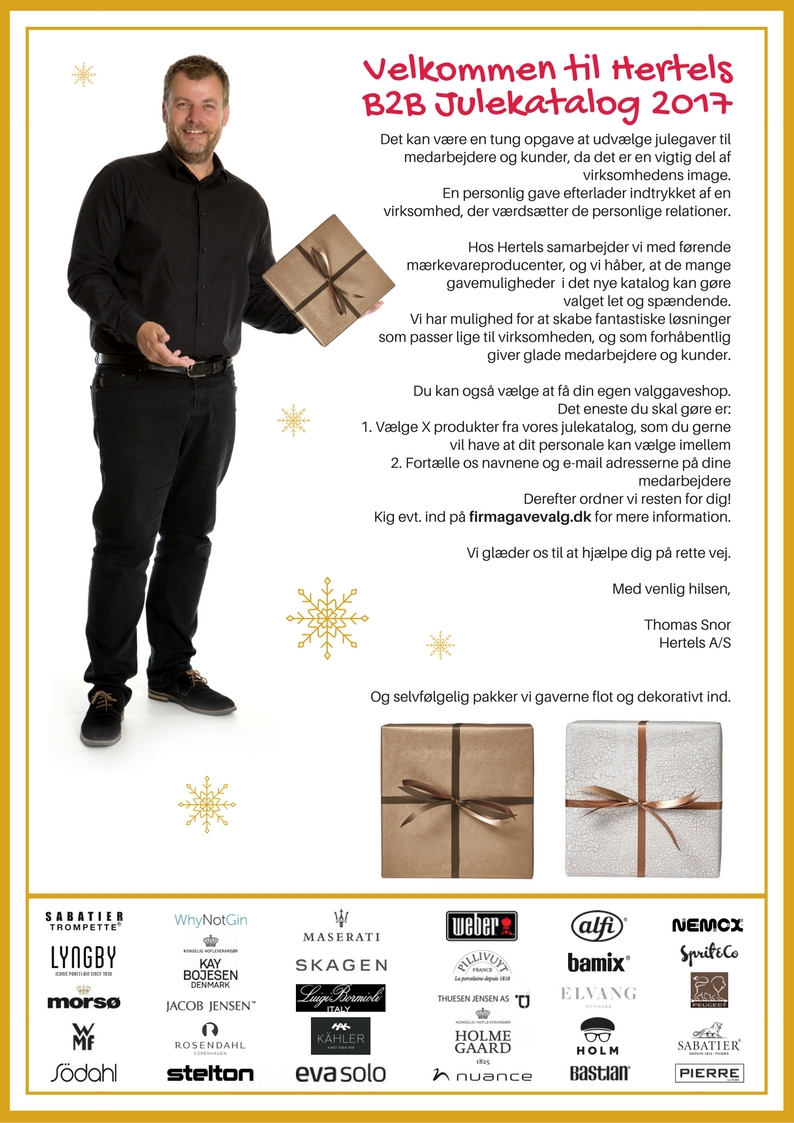 Velkommen til Hertels
B2B Julekatalog 2017
Det kan være en tung opgave at udvælge julegaver til
medarbejdere og kunder, da det er en vigtig del af
virksomhedens image.
En personlig gave efterlader indtrykket af en
virksomhed, der værdsætter de personlige relationer.
Hos Hertels samarbejder vi med førende
mærkevareproducenter, og vi håber, at de mange
gavemuligheder i det nye katalog kan gøre
valget let og spændende.
Vi har mulighed for at skabe fantastiske løsninger
som passer lige til virksomheden, og som forhåbentlig
giver glade medarbejdere og kunder.
Du kan også vælge at få din egen valggaveshop.
Det eneste du skal gøre er:
1. Vælge X produkter fra vores julekatalog, som du gerne
vil have at dit personale kan vælge imellem
2. Fortælle os navnene og e-mail adresserne på dine
medarbejdere
Derefter ordner vi resten for dig!
Kig evt. ind på firmagavevalg.dk for mere information.
Vi glæder os til at hjælpe dig på rette vej.
Med venlig hilsen,
Thomas Snor
Hertels A/S
Og selvfølgelig pakker vi gaverne flot og dekorativt ind.
SABATIER
TROMPETTE®
LYNGBY
ICONIC PORCELAIN SINCE 1936
morsø
WMF
Södahl
WhyNotGin
KONGELIG HOFLEVERANDØR
KAY
BOJESEN
DENMARK
JACOB JENSEN™
ROSENDAHL
COPENHAGEN
stelton
MASERATI
SKAGEN
Luigi Bormioli
ITALY
KÄHLER
eva solo
weber
PILLIVUYT
FRANCE
La porcelaine depuis 1818
THUESEN JENSEN AS
KONGELIG HOFLEVERANDØR
HOLME
GAARD
1825
nuance
alfi®
bamix®
ELVANG
DENMARK
HOLM
BASTIAN®
NEMOX
Sprit&Co
PEUGEOT
SABATIER®
DEPUIS 1812 - THIERS
PIERRE